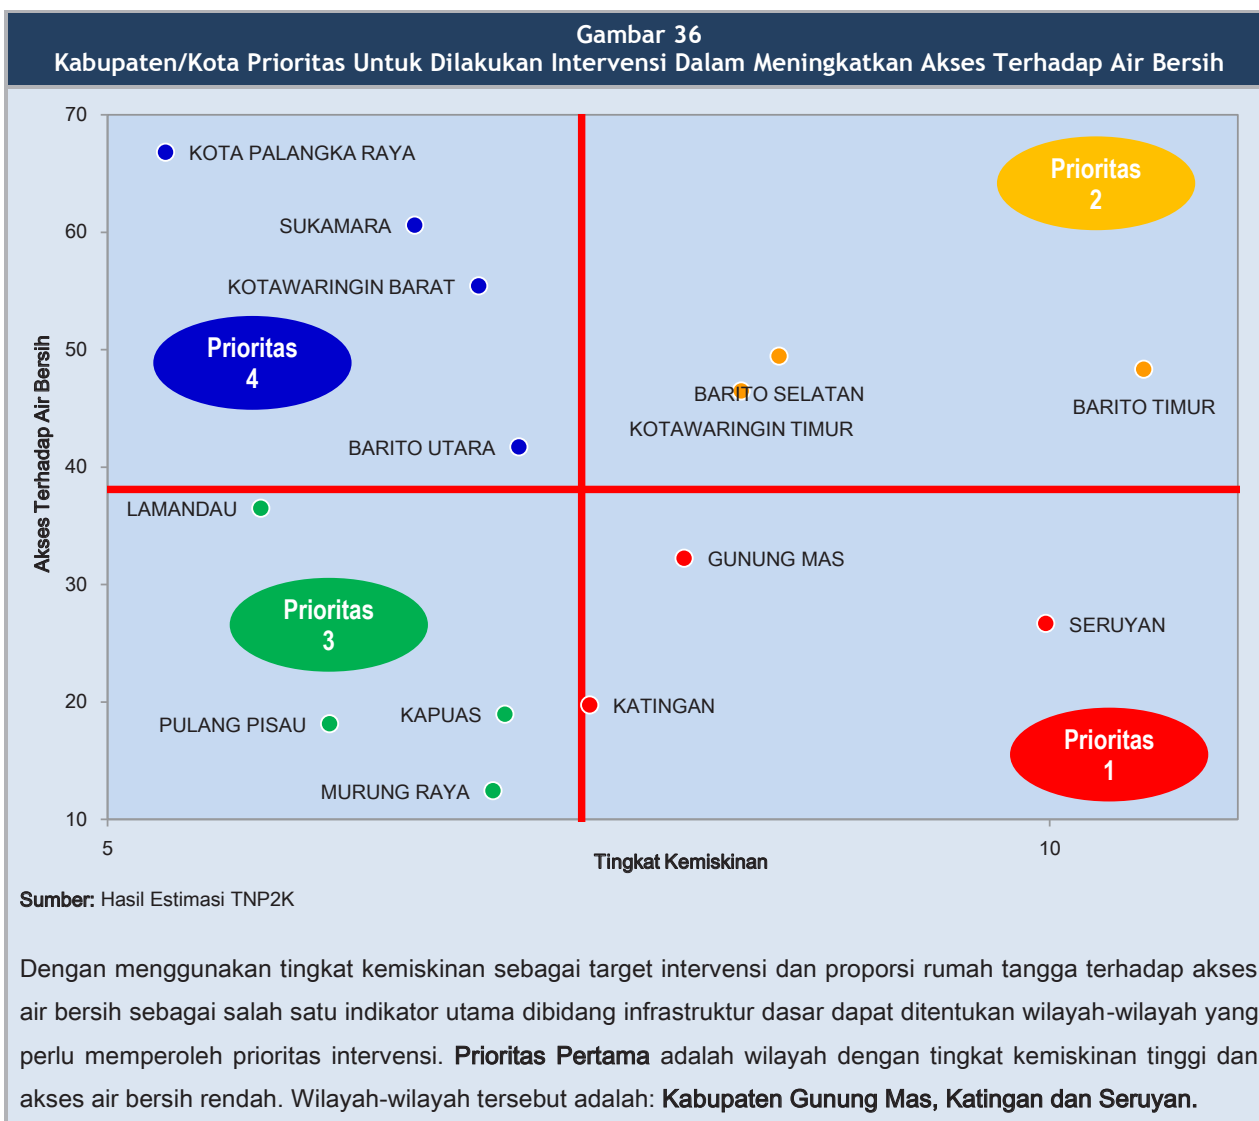 Gambar 36
Kabupaten/Kota Prioritas Untuk Dilakukan Intervensi Dalam Meningkatkan Akses Terhadap Air Bersih
70
KOTA PALANGKA RAYA
Prioritas
2
60
SUKAMARA
KOTAWARINGIN BARAT
50
Prioritas
4
BARITO SELATAN
BARITO TIMUR
KOTAWARINGIN TIMUR
BARITO UTARA
40
LAMANDAU
Akses Terhadap Air Bersih
GUNUNG MAS
30
Prioritas
3
SERUYAN
20
KATINGAN
KAPUAS
PULANG PISAU
Prioritas
1
MURUNG RAYA
10
5
10
Tingkat Kemiskinan
Sumber: Hasil Estimasi TNP2K
Dengan menggunakan tingkat kemiskinan sebagai target intervensi dan proporsi rumah tangga terhadap akses
air bersih sebagai salah satu indikator utama dibidang infrastruktur dasar dapat ditentukan wilayah-wilayah yang
perlu memperoleh prioritas intervensi. Prioritas Pertama adalah wilayah dengan tingkat kemiskinan tinggi dan
akses air bersih rendah. Wilayah-wilayah tersebut adalah: Kabupaten Gunung Mas, Katingan dan Seruyan.